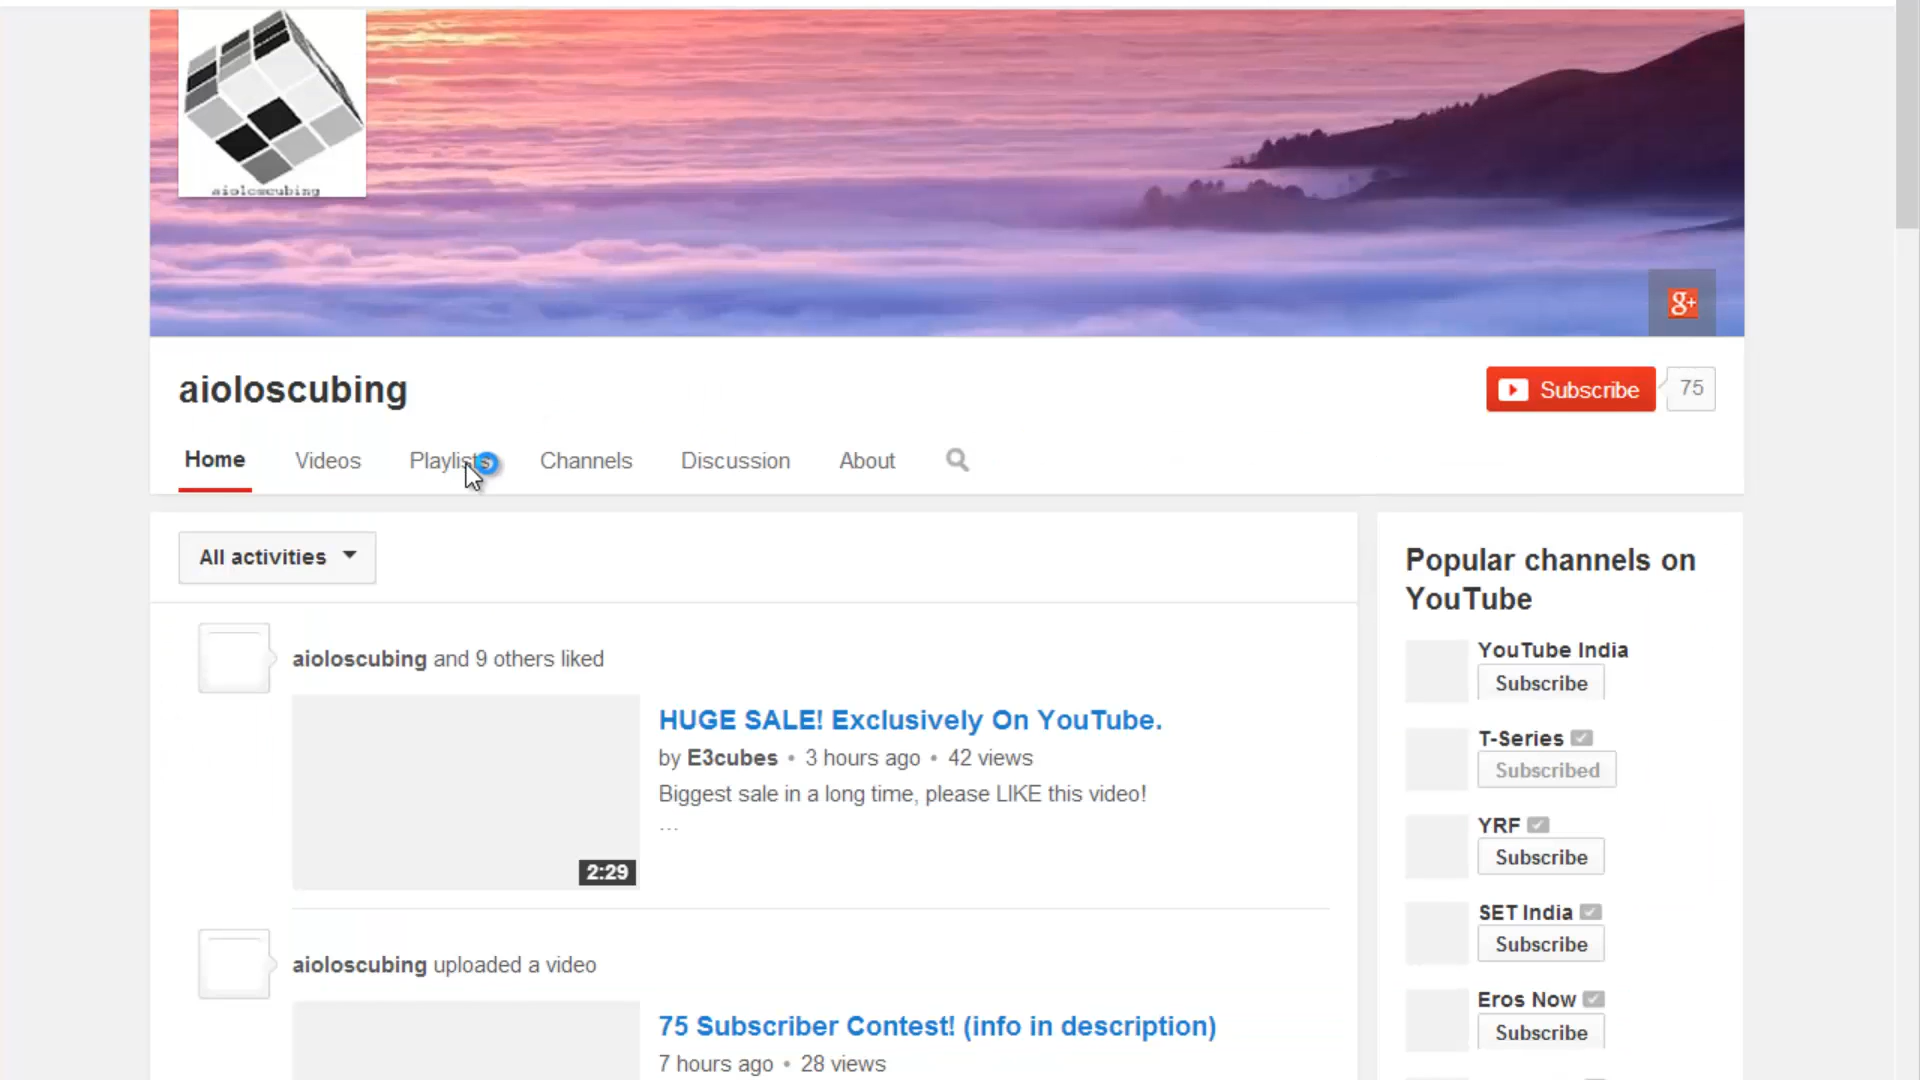 aioloscubing
g+
aioloscubing
Subscribe 75
Home Videos Playlists Channels Discussion About
All activities
aioloscubing and 9 others liked
HUGE SALE! Exclusively On YouTube.
by E3cubes • 3 hours ago • 42 views
Biggest sale in a long time, please LIKE this video!
...
2:29
aioloscubing uploaded a video
75 Subscriber Contest! (info in description)
7 hours ago • 28 views
Popular channels on
YouTube
YouTube India
Subscribe
T-Series
Subscribed
YRF
Subscribe
SET India
Subscribe
Eros Now
Subscribe